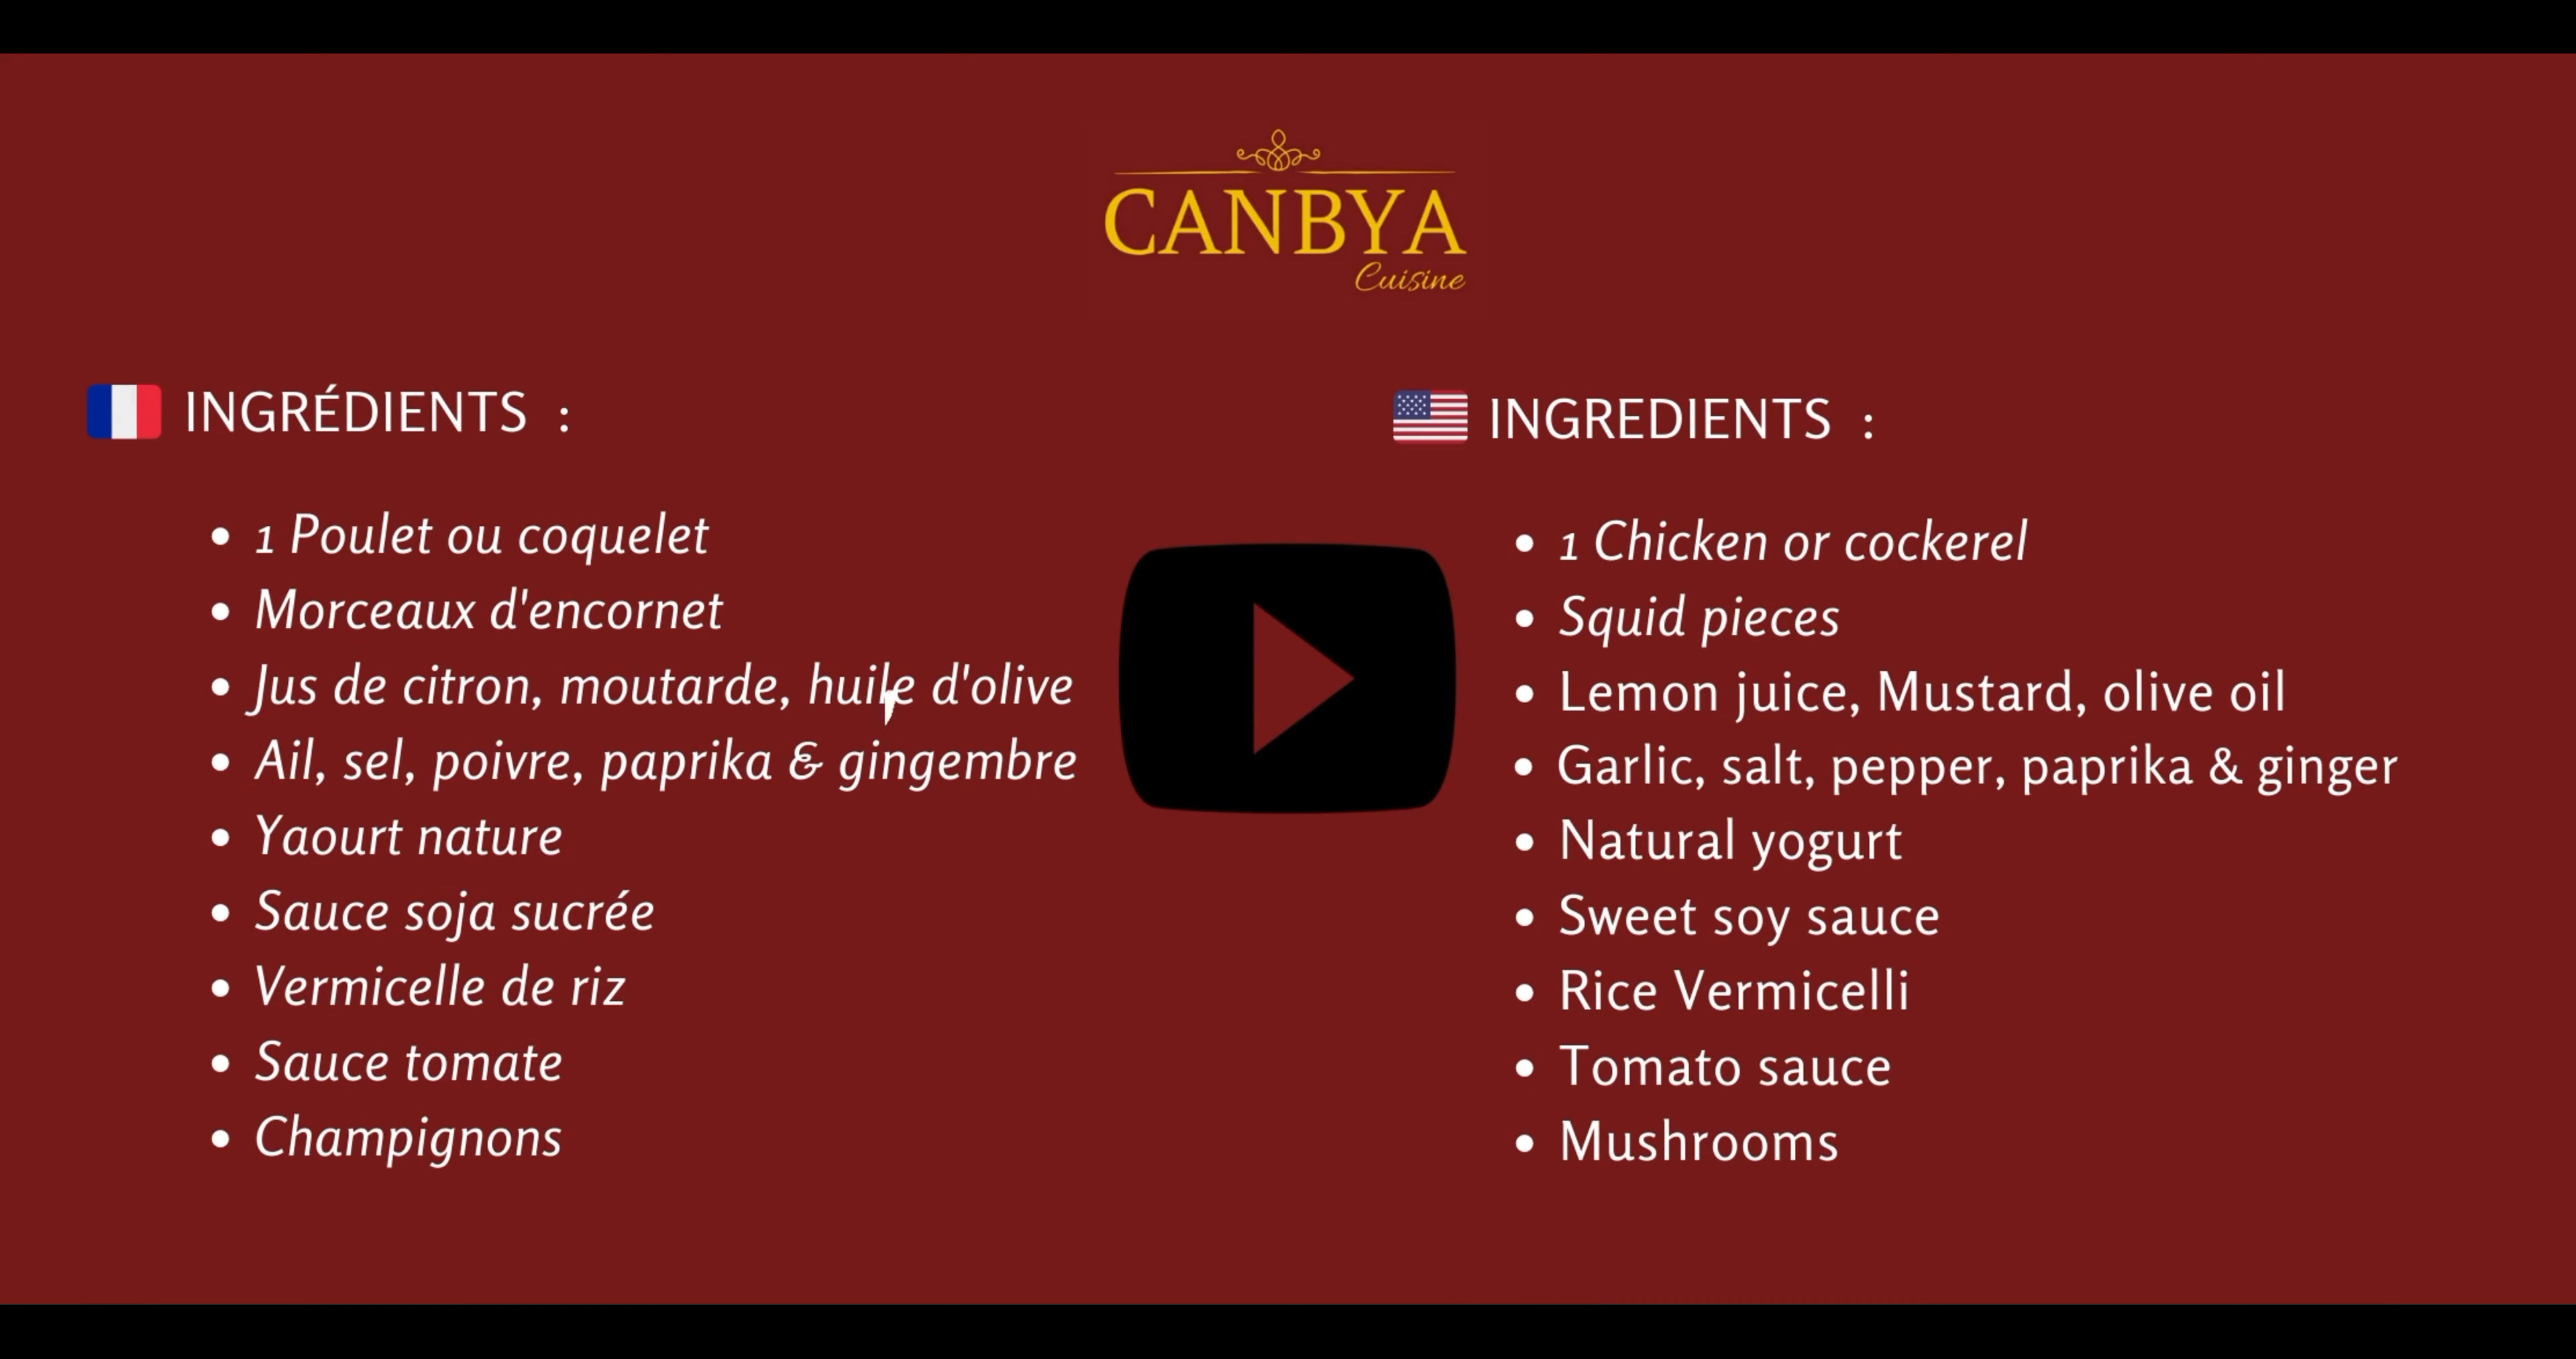 CANBYA
Cuisine
INGRÉDIENTS :
• 1 Poulet ou coquelet
• Morceaux d'encornet
• Jus de citron, moutarde, huile d'olive
• Ail, sel, poivre, paprika & gingembre
• Yaourt nature
• Sauce soja sucrée
• Vermicelle de riz
• Sauce tomate
• Champignons
INGREDIENTS :
• 1 Chicken or cockerel
• Squid pieces
• Lemon juice, Mustard, olive oil
• Garlic, salt, pepper, paprika & ginger
• Natural yogurt
• Sweet soy sauce
• Rice Vermicelli
• Tomato sauce
• Mushrooms